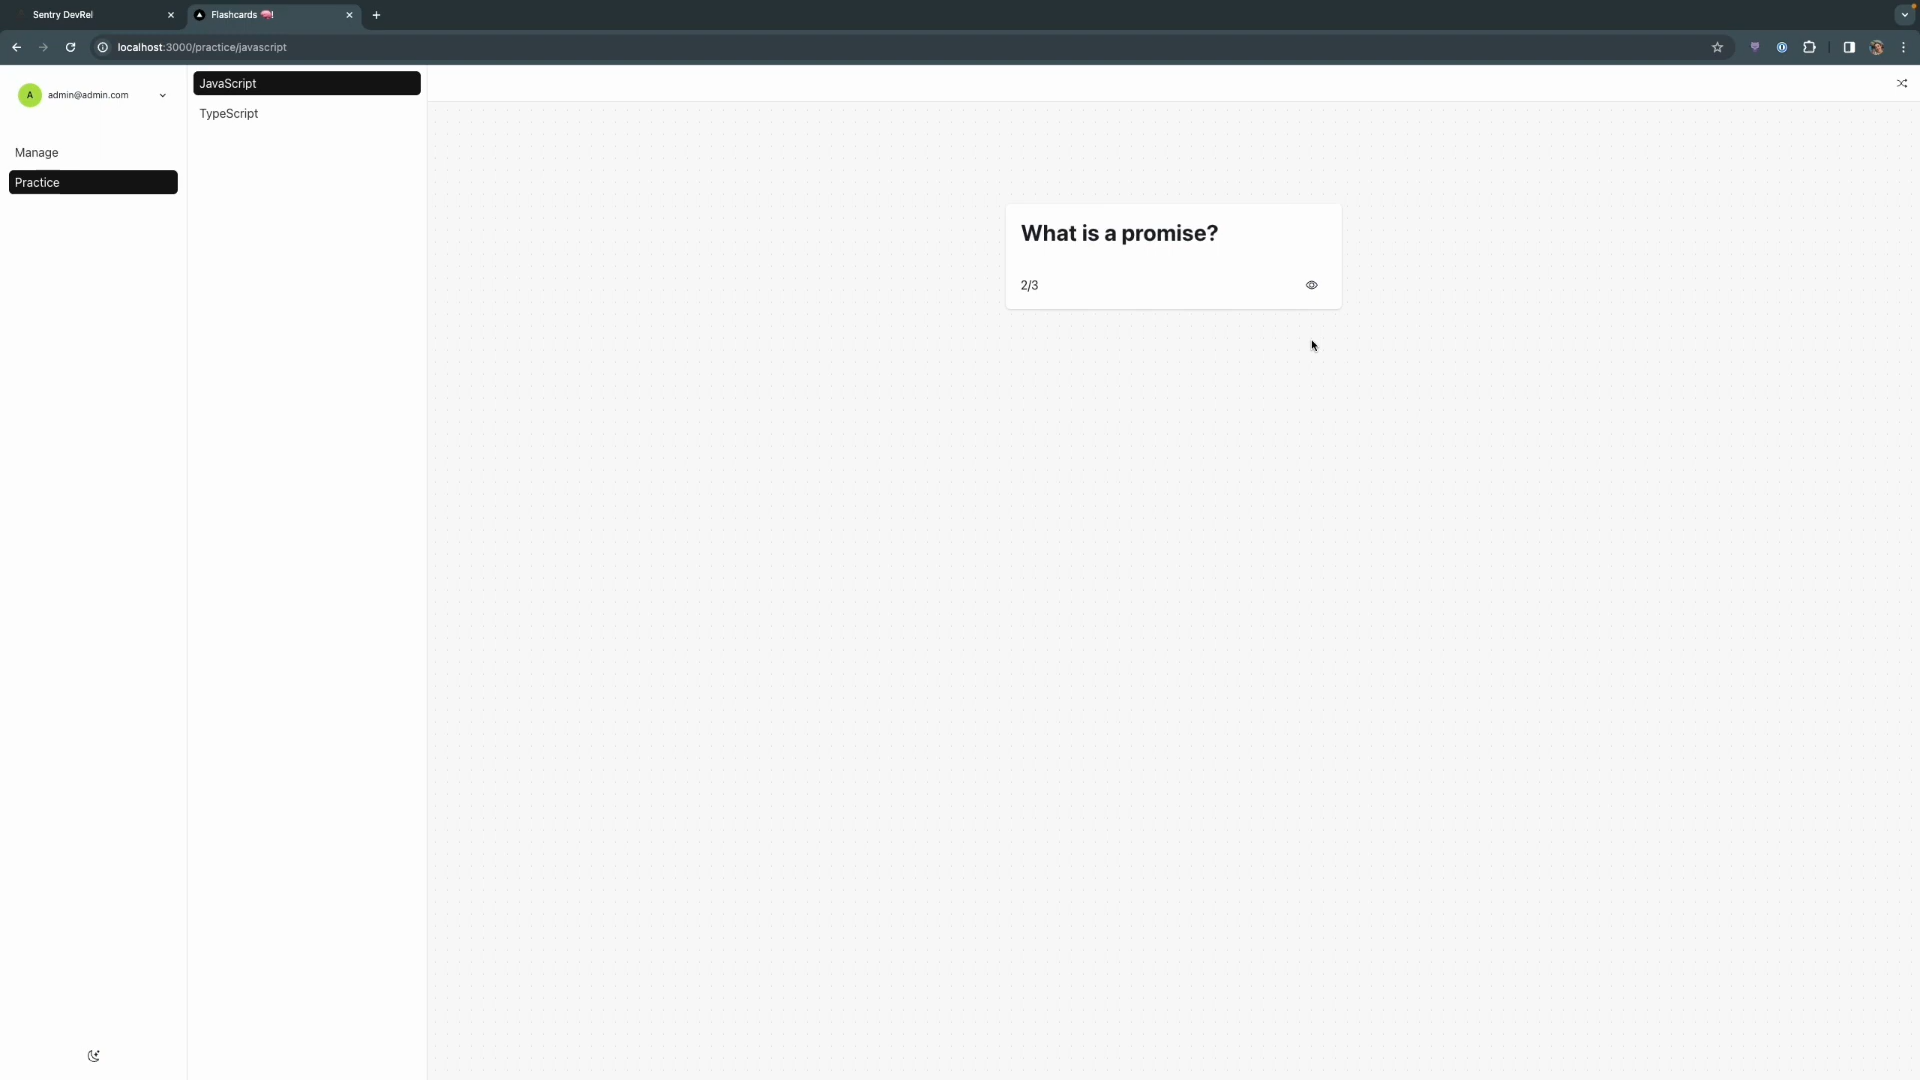 Sentry DevRel
Flashcards 🧠!
localhost:3000/practice/javascript
A
admin@admin.com
Manage
Practice
JavaScript
TypeScript
What is a promise?
2/3